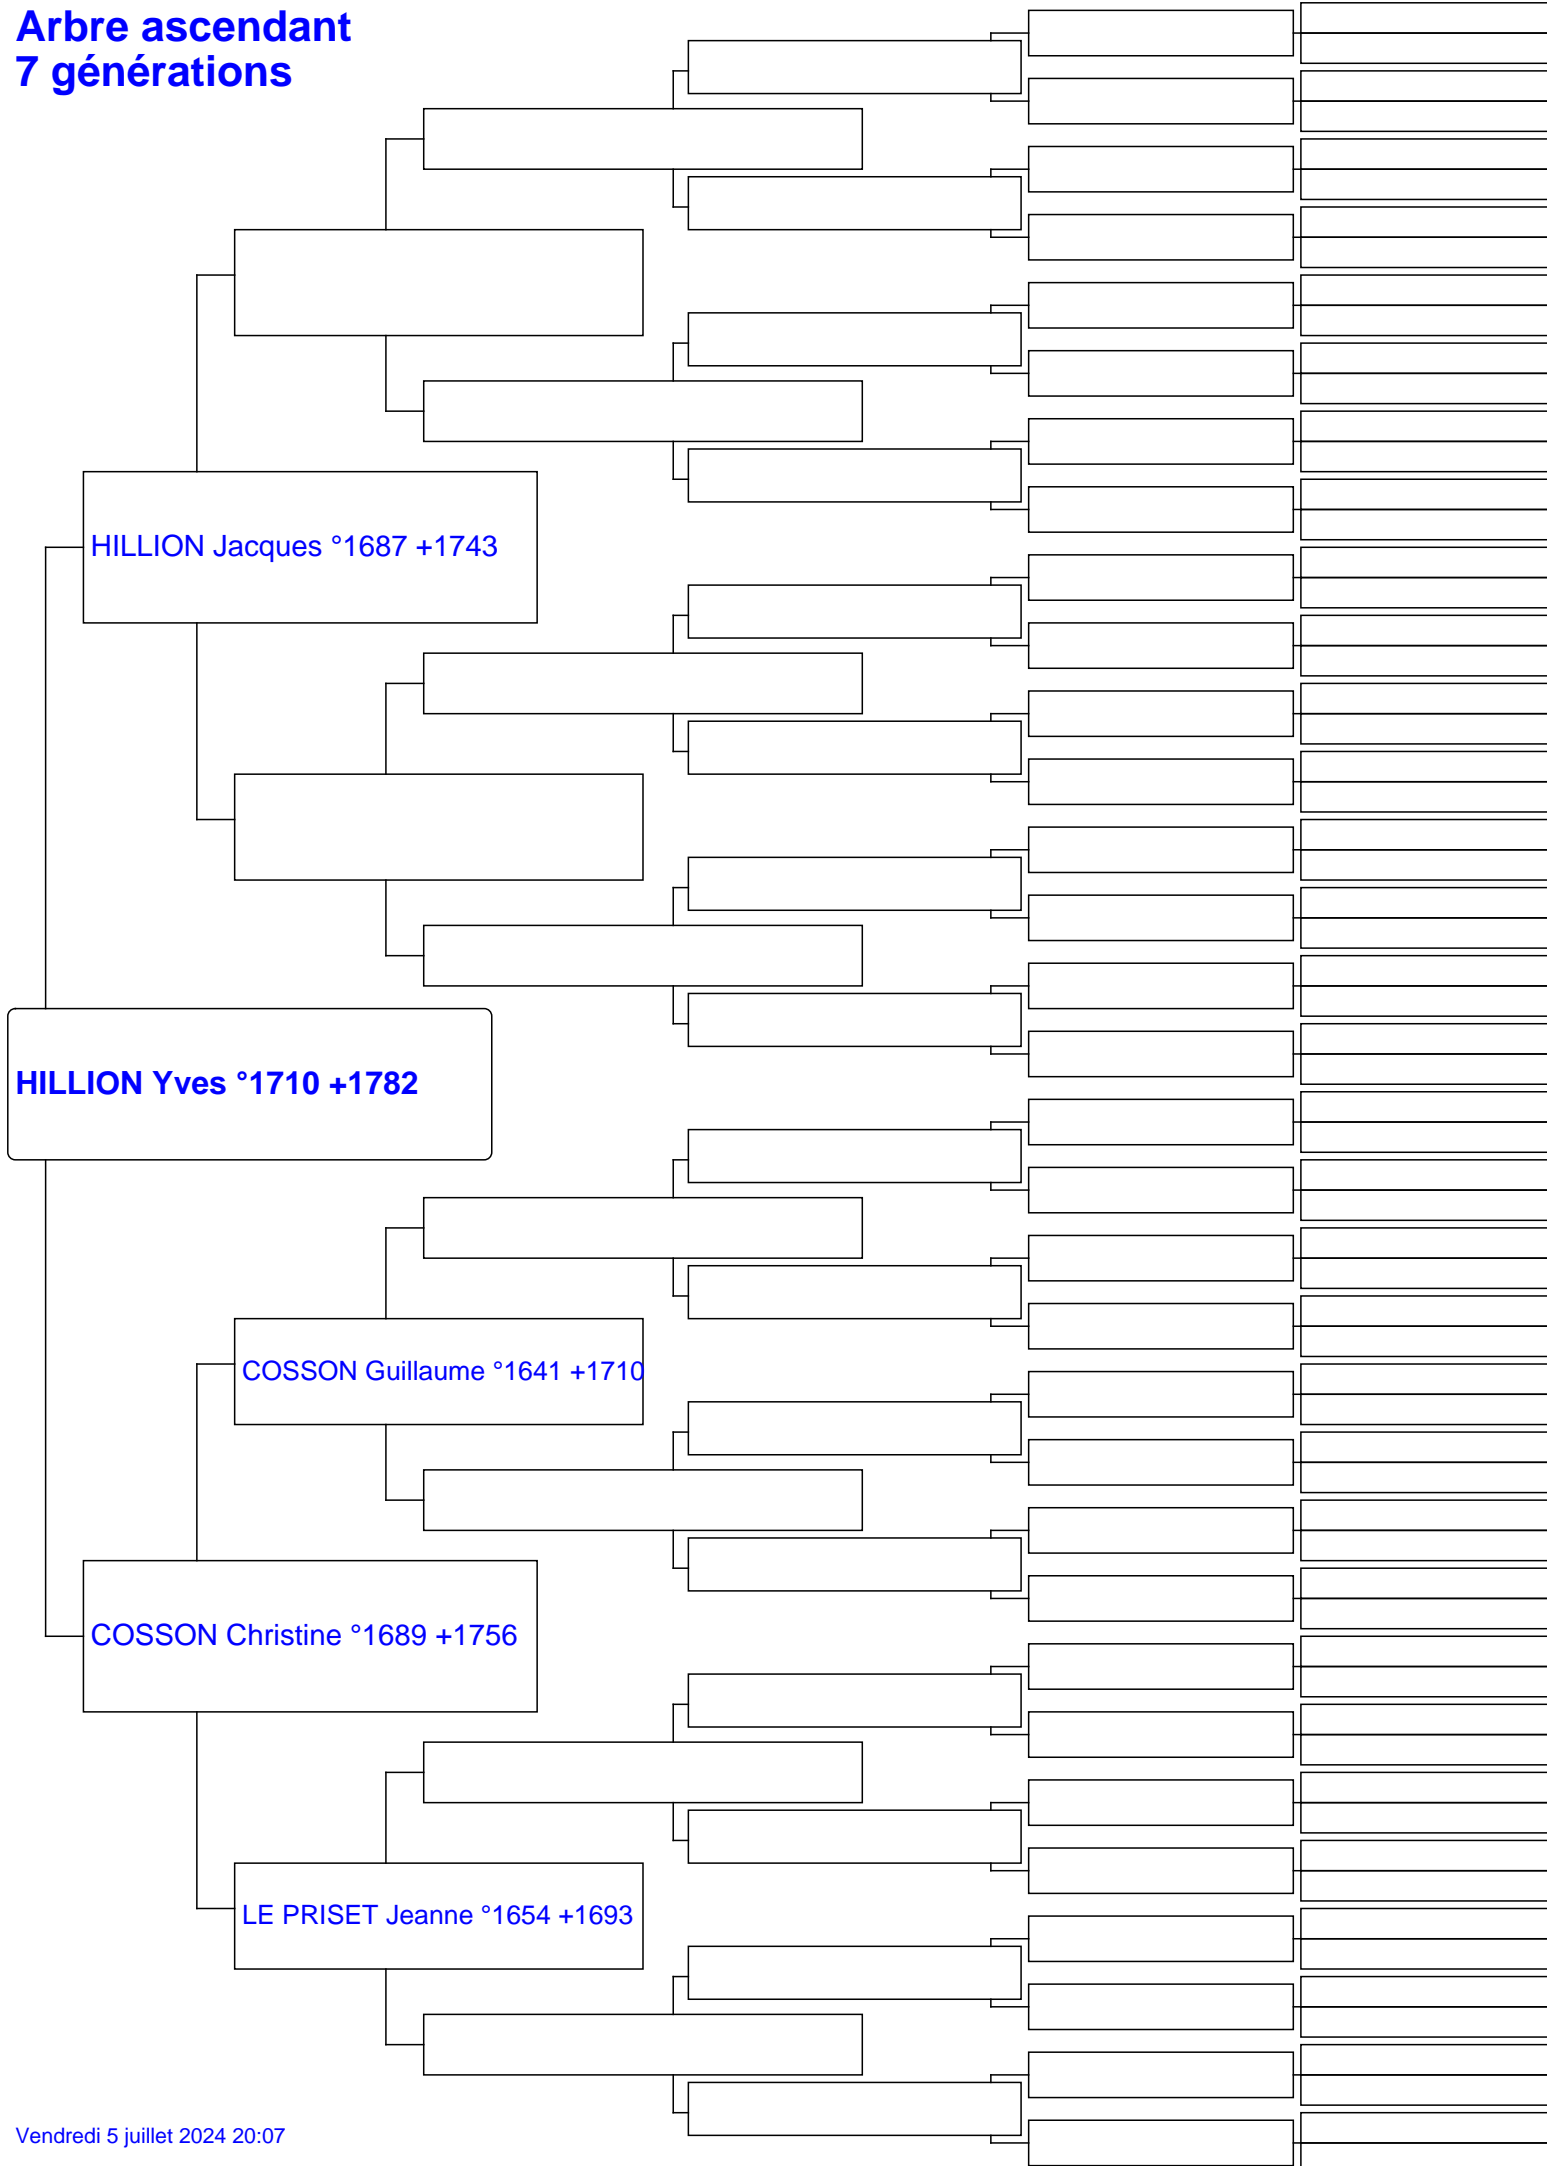 Arbre ascendant
7 générations
HILLION Jacques °1687 +1743
HILLION Yves °1710 +1782
COSSON Guillaume °1641 +1710
COSSON Christine °1689 +1756
LE PRISET Jeanne °1654 +1693
Vendredi 5 juillet 2024 20:07